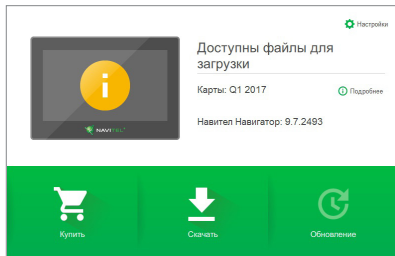 Настройки
Доступны файлы для
загрузки
Карты: Q1 2017
Подробнее
Навител Навигатор: 9.7.2493
NAVITEL
Купить
Скачать
Обновление